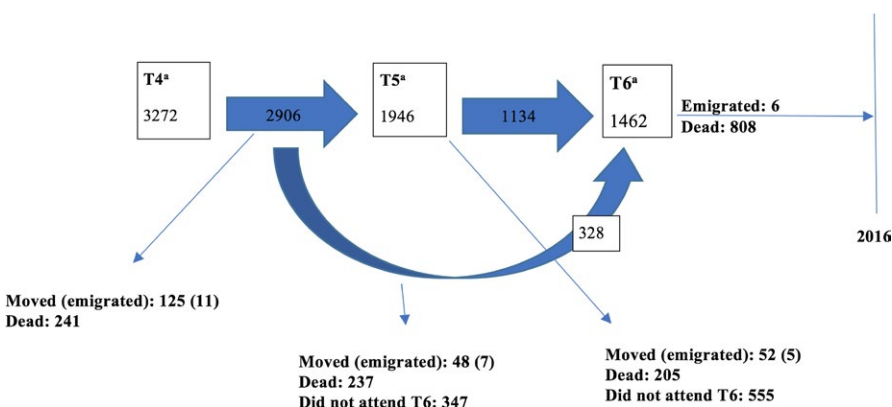 T4ª
3272
2906
T5ª
1946
1134
T6ª
1462
Emigrated: 6
Dead: 808
328
2016
Moved (emigrated): 125 (11)
Dead: 241
Moved (emigrated): 48 (7)
Dead: 237
Did not attend T6: 347
Moved (emigrated): 52 (5)
Dead: 205
Did not attend T6: 555